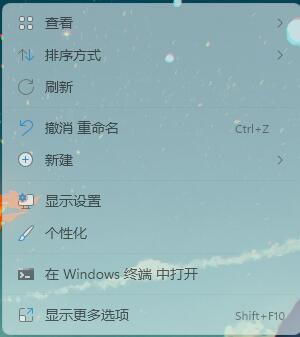 查看
排序方式
刷新
撤消 重命名 Ctrl+Z
新建
显示设置
个性化
在 Windows 终端 中打开
显示更多选项 Shift+F10